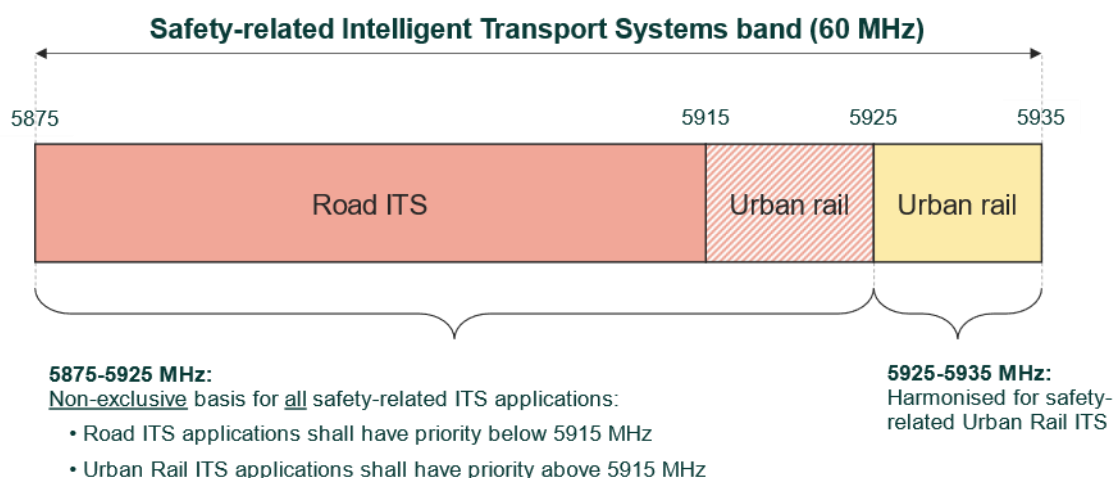 Safety-related Intelligent Transport Systems band (60 MHz)
5875
5915
5925
5935
Road ITS
Urban rail
Urban rail
5875-5925 MHz:
Non-exclusive basis for all safety-related ITS applications:
• Road ITS applications shall have priority below 5915 MHz
• Urban Rail ITS applications shall have priority above 5915 MHz
5925-5935 MHz:
Harmonised for safety-
related Urban Rail ITS